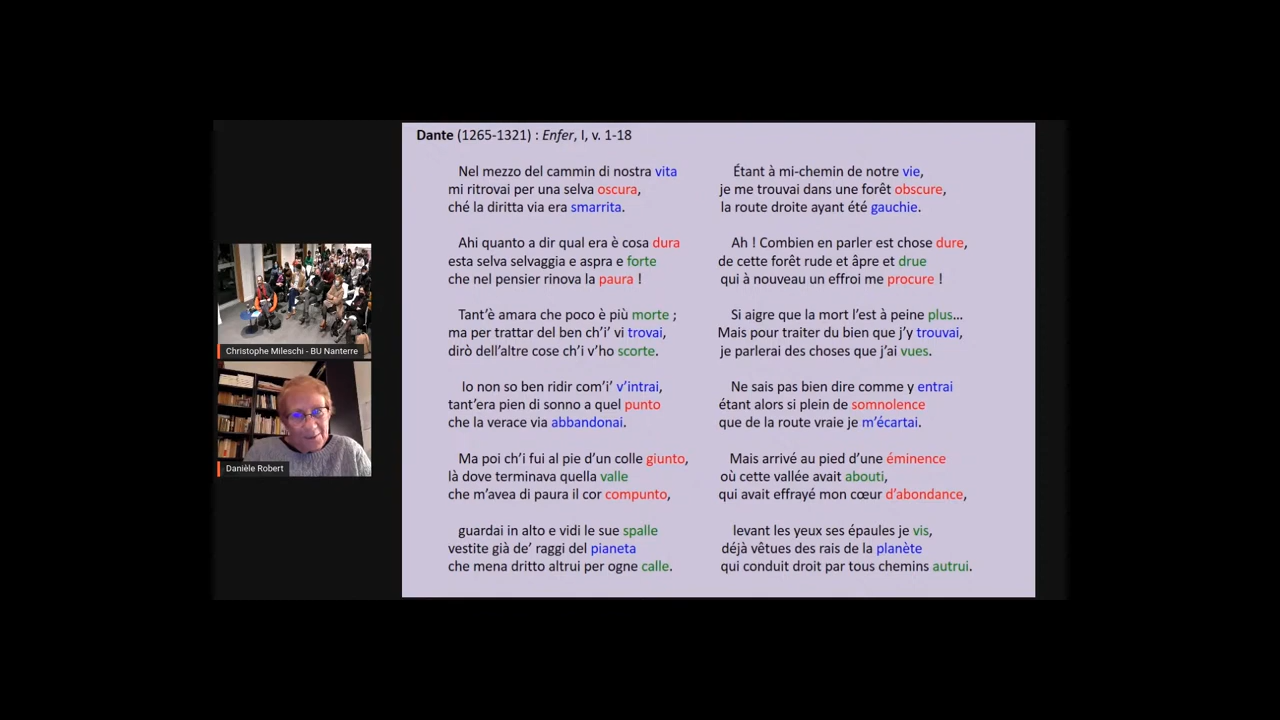 Dante (1265-1321) : Enfer, I, v. 1-18
Nel mezzo del cammin di nostra vita
mi ritrovai per una selva oscura,
ché la diritta via era smarrita.
Ahi quanto a dir qual era è cosa dura
esta selva selvaggia e aspra e forte
che nel pensier rinova la paura !
Tant'è amara che poco è più morte ;
ma per trattar del ben ch'i' vi trovai,
dirò dell'altre cose ch'i v'ho scorte.
Io non so ben ridir com'i' v'intrai,
tant'era pien di sonno a quel punto
che la verace via abbandonai.
Ma poi ch'i fui al pie d'un colle giunto,
là dove terminava quella valle
che m'avea di paura il cor compunto,
guardai in alto e vidi le sue spalle
vestite già de' raggi del pianeta
che mena dritto altrui per ogne calle.
Étant à mi-chemin de notre vie,
je me trouvai dans une forêt obscure,
la route droite ayant été gauchie.
Ah ! Combien en parler est chose dure,
de cette forêt rude et âpre et drue
qui à nouveau un effroi me procure !
Si aigre que la mort l'est à peine plus…
Mais pour traiter du bien que j'y trouvai,
je parlerai des choses que j'ai vues.
Ne sais pas bien dire comme y entrai
étant alors si plein de somnolence
que de la route vraie je m'écartai.
Mais arrivé au pied d'une éminence
où cette vallée avait abouti,
qui avait effrayé mon cœur d'abondance,
levant les yeux ses épaules je vis,
déjà vêtues des rais de la planète
qui conduit droit par tous chemins autrui.
Christophe Mileschi - BU Nanterre
Danièle Robert